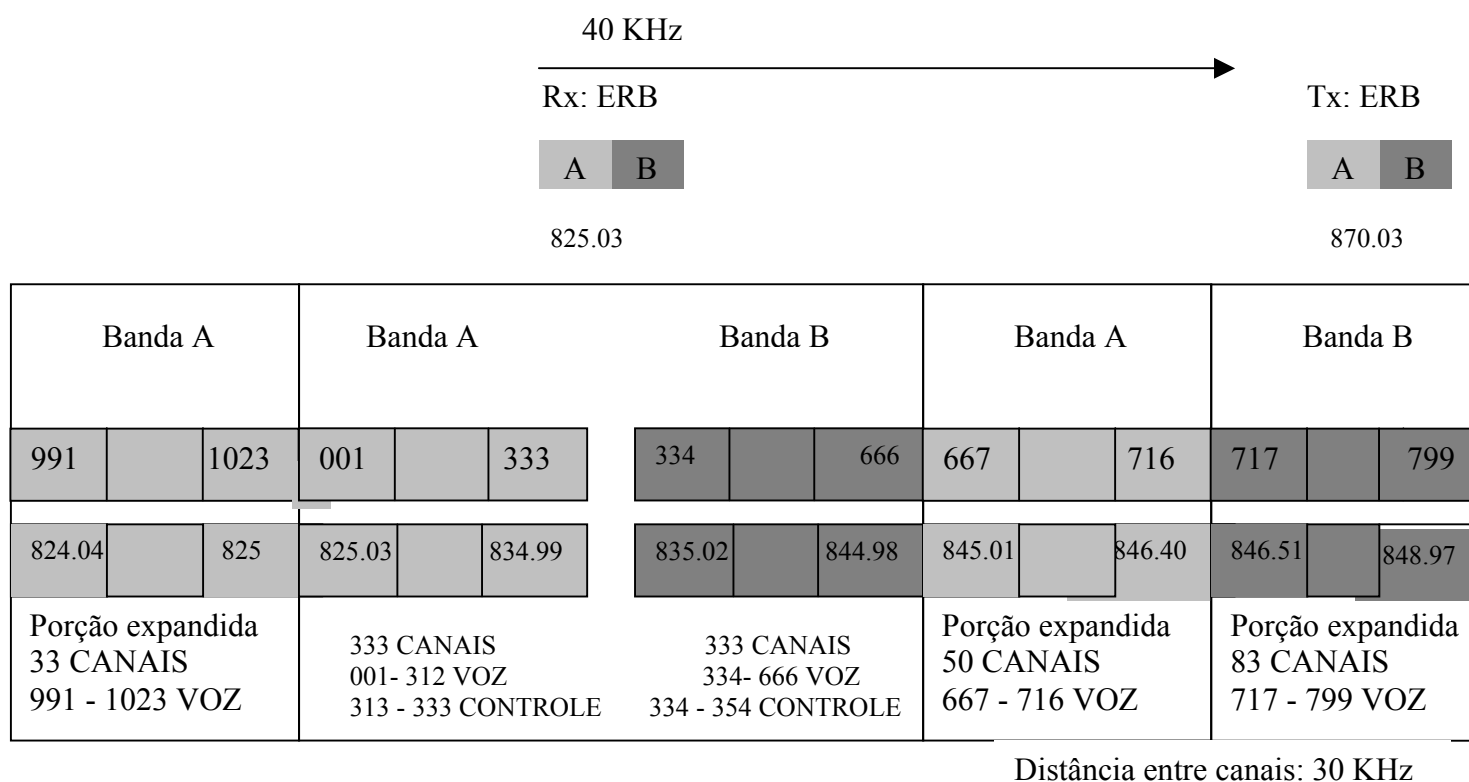 40 KHz
Rx: ERB Tx: ERB
A B A B
825.03 870.03
Banda A Banda A Banda B Banda A Banda B
991 1023 001 333 334 666 667 716 717 799
824.04 825 825.03 834.99 835.02 844.98 845.01 846.40 846.51 848.97
Porção expandida
33 CANAIS
991 - 1023 VOZ
333 CANAIS
001- 312 VOZ
313 - 333 CONTROLE
333 CANAIS
334- 666 VOZ
334 - 354 CONTROLE
Porção expandida
50 CANAIS
667 - 716 VOZ
Porção expandida
83 CANAIS
717 - 799 VOZ
Distância entre canais: 30 KHz